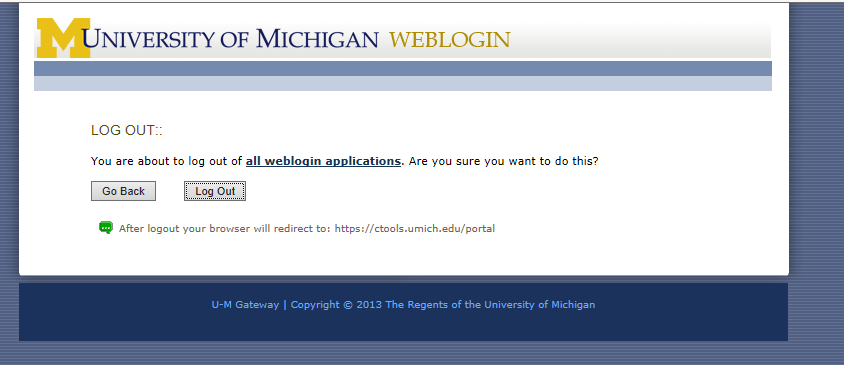 M UNIVERSITY OF MICHIGAN WEBLOGIN
LOG OUT::
You are about to log out of all weblogin applications. Are you sure you want to do this?
Go Back Log Out
After logout your browser will redirect to: https://ctools.umich.edu/portal
U-M Gateway | Copyright © 2013 The Regents of the University of Michigan